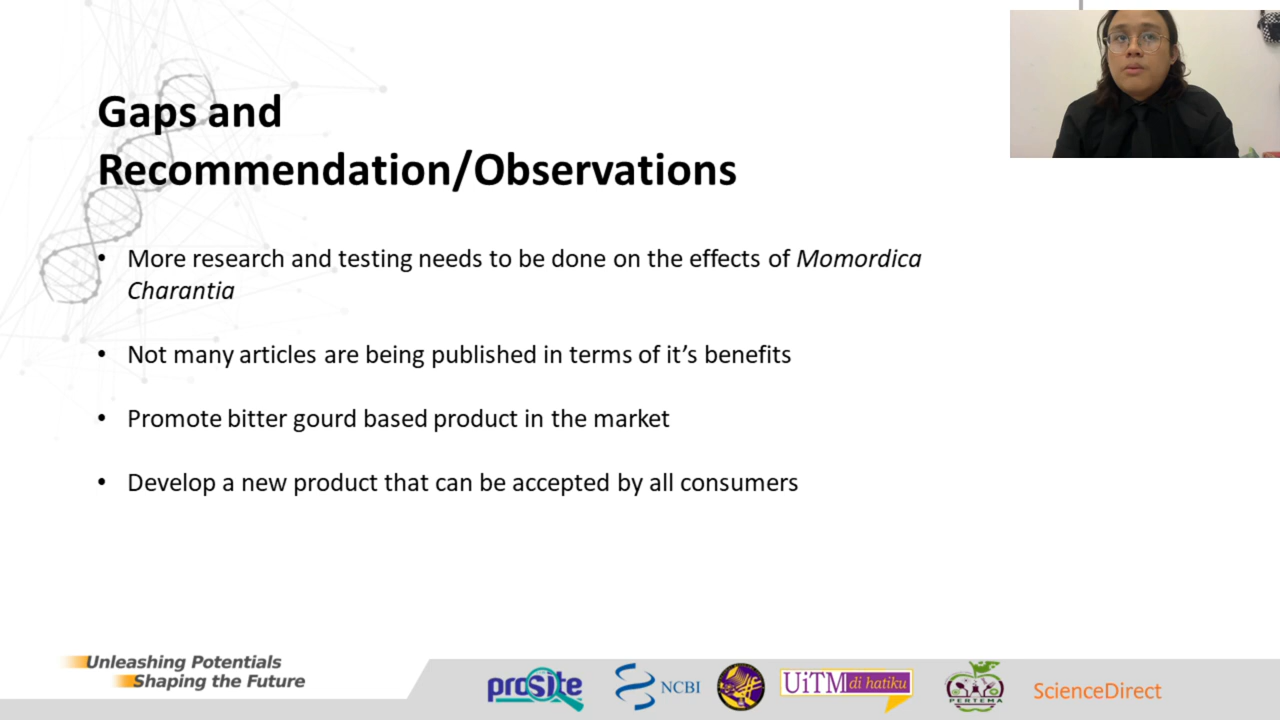 Gaps and
Recommendation/Observations
• More research and testing needs to be done on the effects of Momordica
Charantia
• Not many articles are being published in terms of it’s benefits
• Promote bitter gourd based product in the market
• Develop a new product that can be accepted by all consumers
Unleashing Potentials
Shaping the Future
prosite
NCBI
UiTM di hatiku
PERTEMA
ScienceDirect